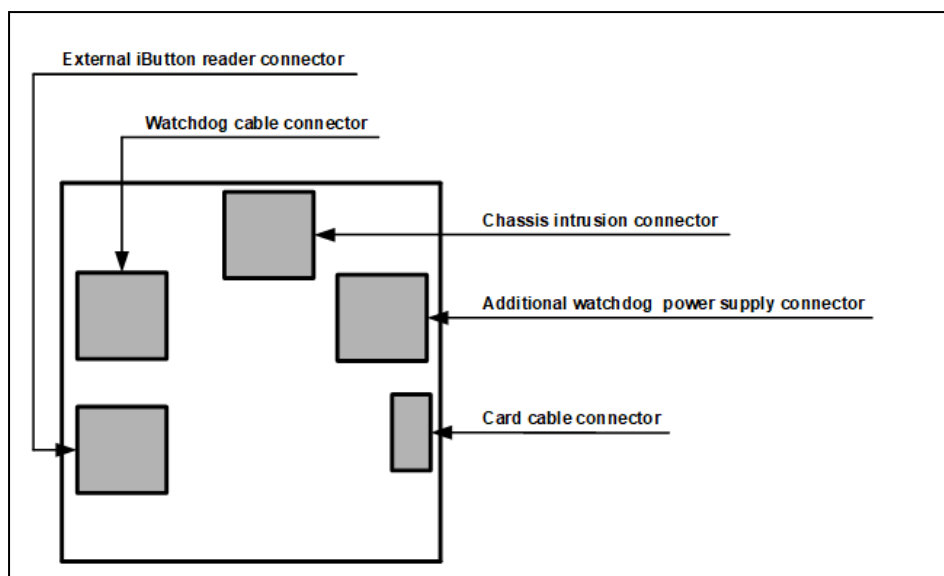 External iButton reader connector
Watchdog cable connector
Chassis intrusion connector
Additional watchdog power supply connector
Card cable connector